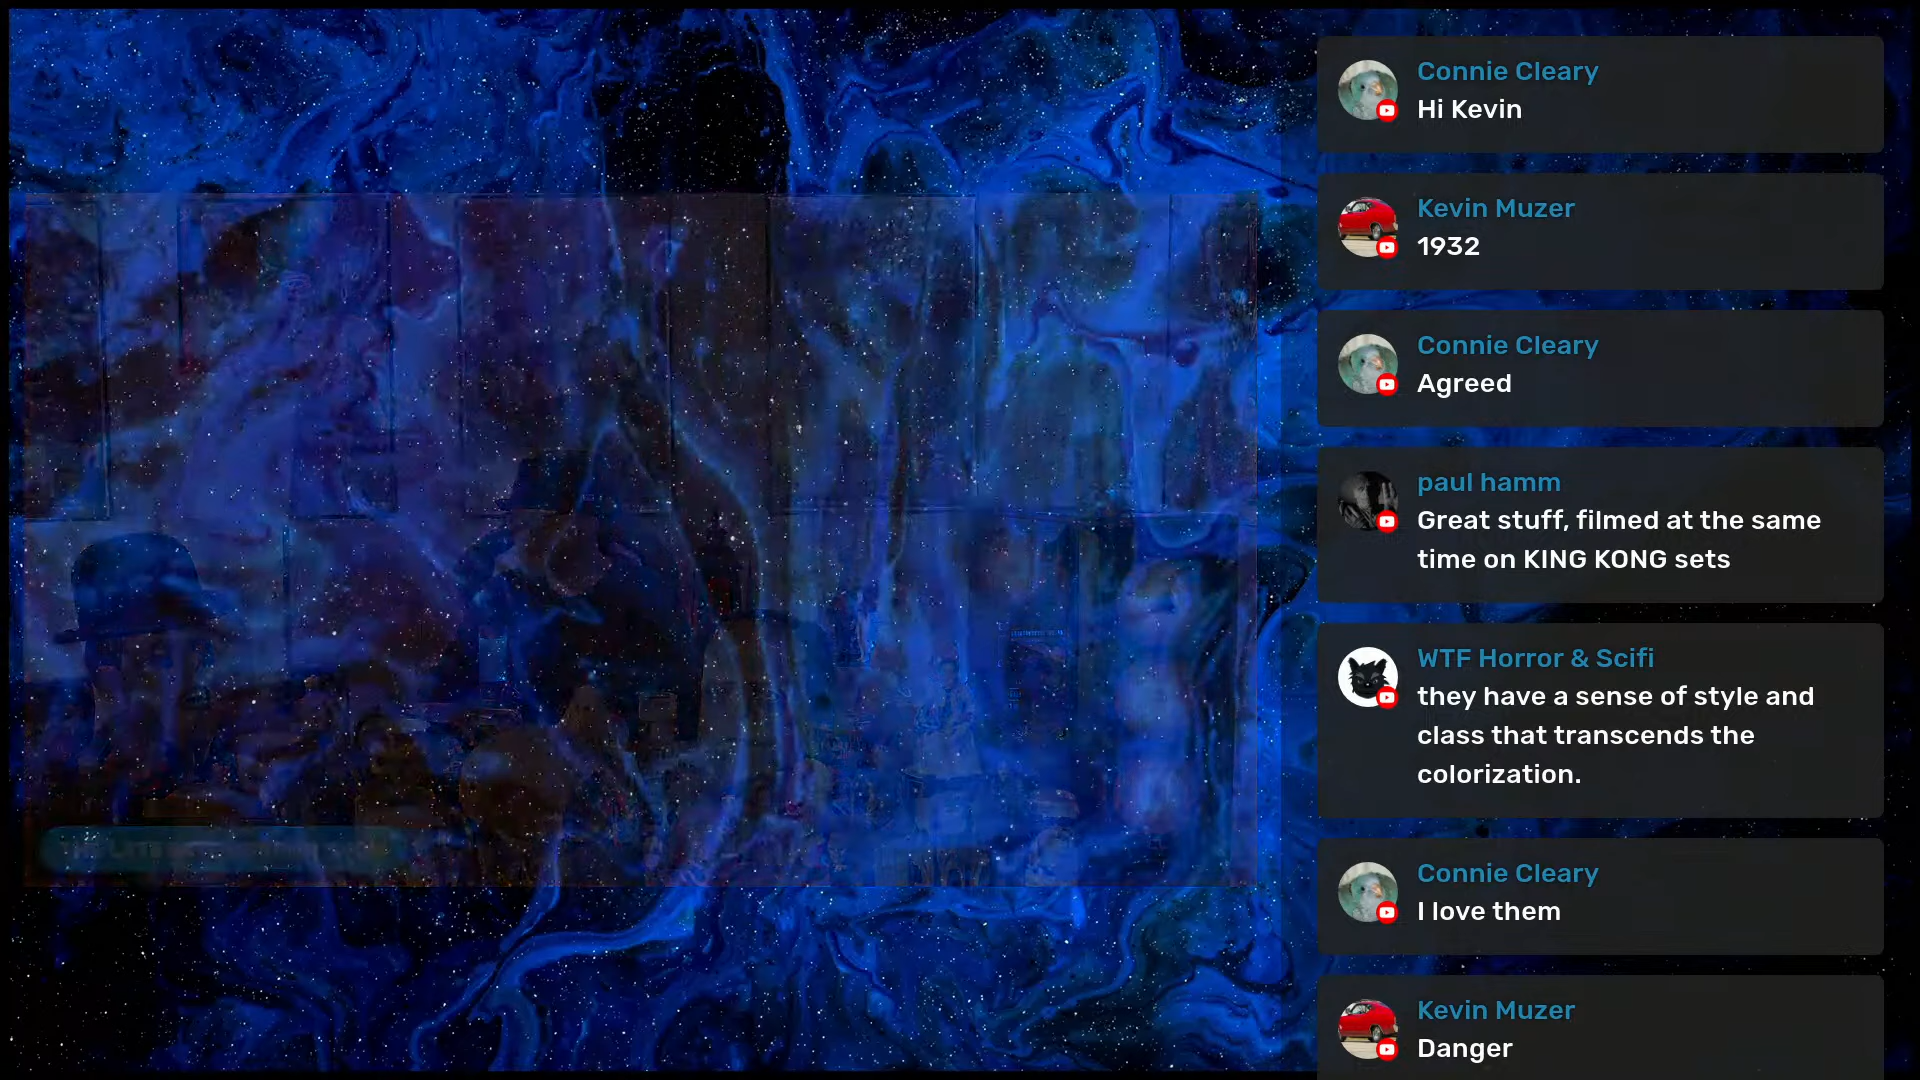 Connie Cleary
Hi Kevin
Kevin Muzer
1932
Connie Cleary
Agreed
paul hamm
Great stuff, filmed at the same
time on KING KONG sets
WTF Horror & Scifi
they have a sense of style and
class that transcends the
colorization.
Connie Cleary
I love them
Kevin Muzer
Danger